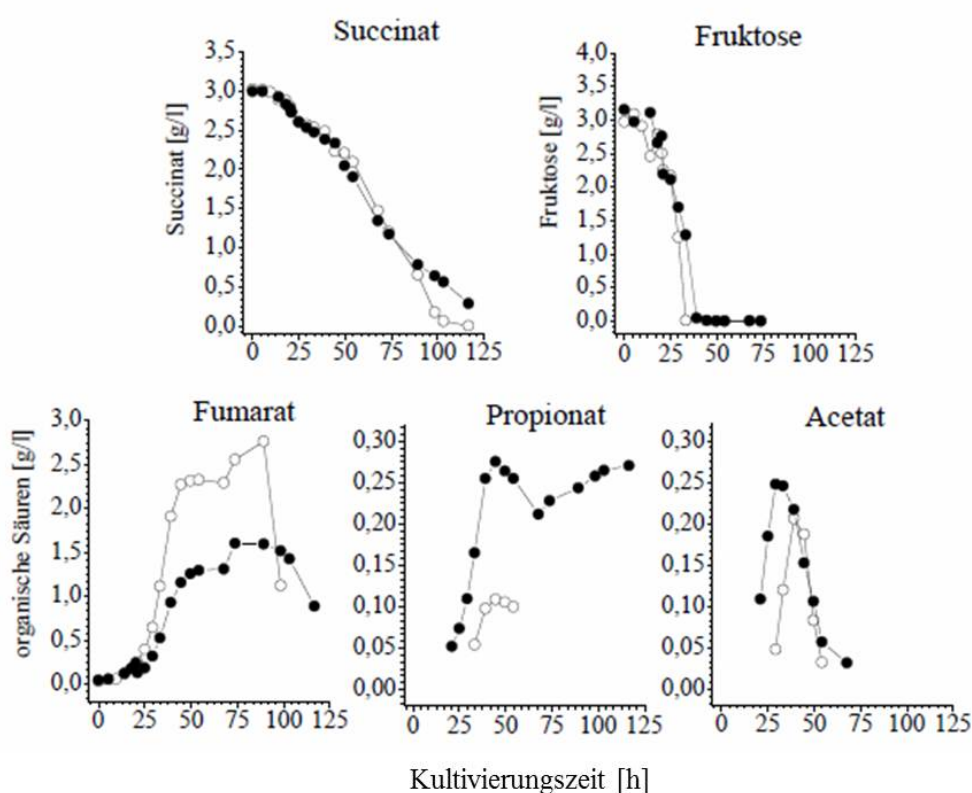 Succinat
Succinat [g/l]
3,5
3,0
2,5
2,0
1,5
1,0
0,5
0,0
0 25 50 75 100 125
Fruktose
Fruktose [g/l]
4,0
3,5
3,0
2,5
2,0
1,5
1,0
0,5
0,0
0 25 50 75 100 125
Fumarat
organische Säuren [g/l]
3,0
2,5
2,0
1,5
1,0
0,5
0,0
0 25 50 75 100 125
Propionat
0,30
0,25
0,20
0,15
0,10
0,05
0,00
0 25 50 75 100 125
Acetat
0,30
0,25
0,20
0,15
0,10
0,05
0,00
0 25 50 75 100 125
Kultivierungszeit [h]